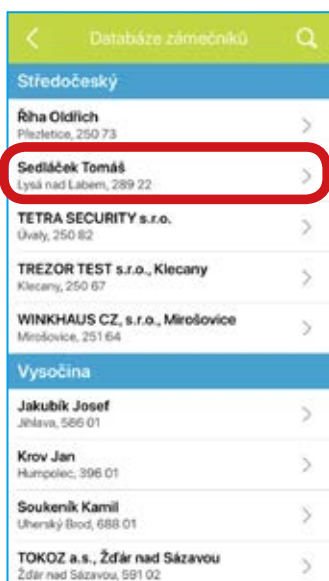 Databáze zámečníků
Středočeský
Říha Oldřich
Přezletice, 250 73
Sedláček Tomáš
Lysá nad Labem, 289 22
TETRA SECURITY s.r.o.
Úvaly, 250 82
TREZOR TEST s.r.o., Klecany
Klecany, 250 67
WINKHAUS CZ, s.r.o., Mirošovice
Mirošovice, 251 64
Vysočina
Jakubík Josef
Jihlava, 586 01
Krov Jan
Humpolec, 396 01
Soukeník Kamil
Uherský Brod, 688 01
TOKOZ a.s., Žďár nad Sázavou
Žďár nad Sázavou, 591 02